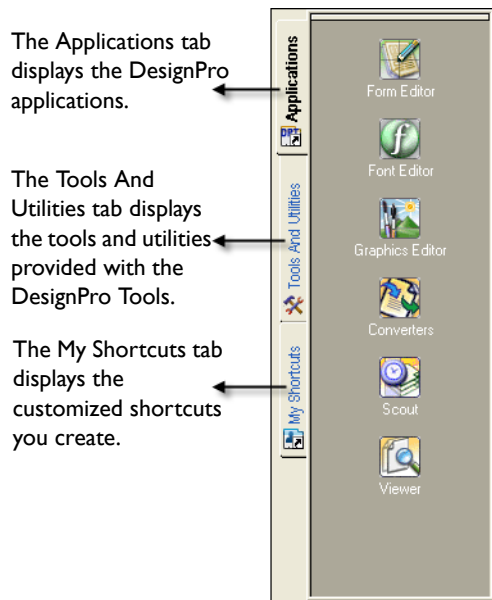 The Applications tab
displays the DesignPro
applications.
The Tools And
Utilities tab displays
the tools and utilities
provided with the
DesignPro Tools.
The My Shortcuts tab
displays the
customized shortcuts
you create.
Applications
DPT
Tools And Utilities
My Shortcuts
Form Editor
f
Font Editor
Graphics Editor
Converters
Scout
Viewer